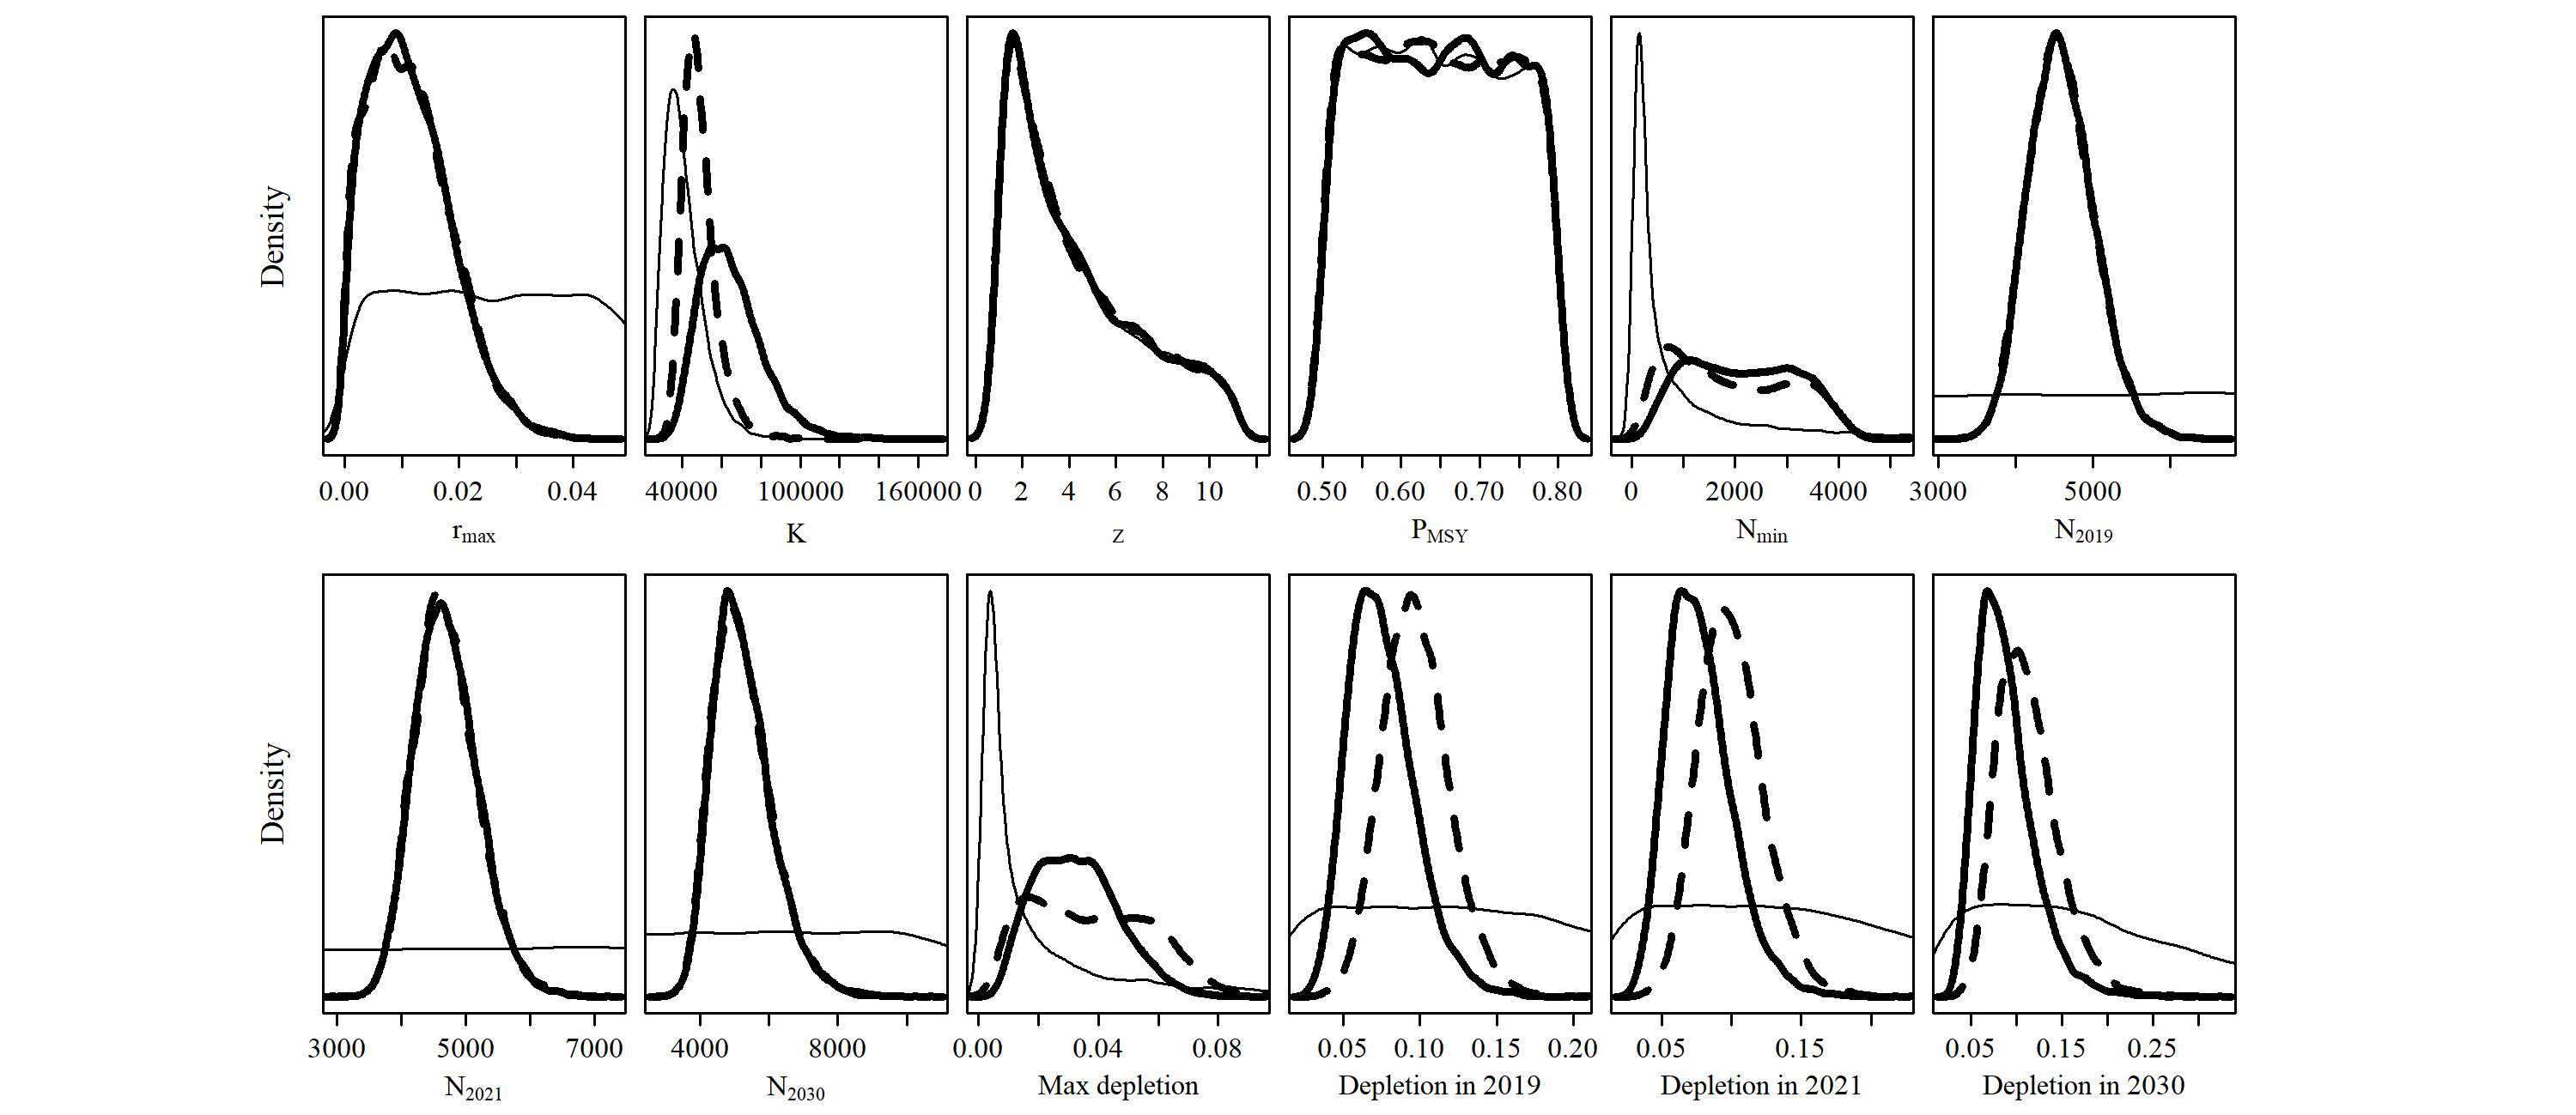 Density
0.00 0.02 0.04 40000 100000 160000 0 2 4 6 8 10 0.50 0.60 0.70 0.80 0 2000 4000 3000 5000
rmax K z PMSY Nmin N2019
Density
3000 5000 7000 4000 8000 0.00 0.04 0.08 0.05 0.10 0.15 0.20 0.05 0.15 0.05 0.15 0.25
N2021 N2030 Max depletion Depletion in 2019 Depletion in 2021 Depletion in 2030